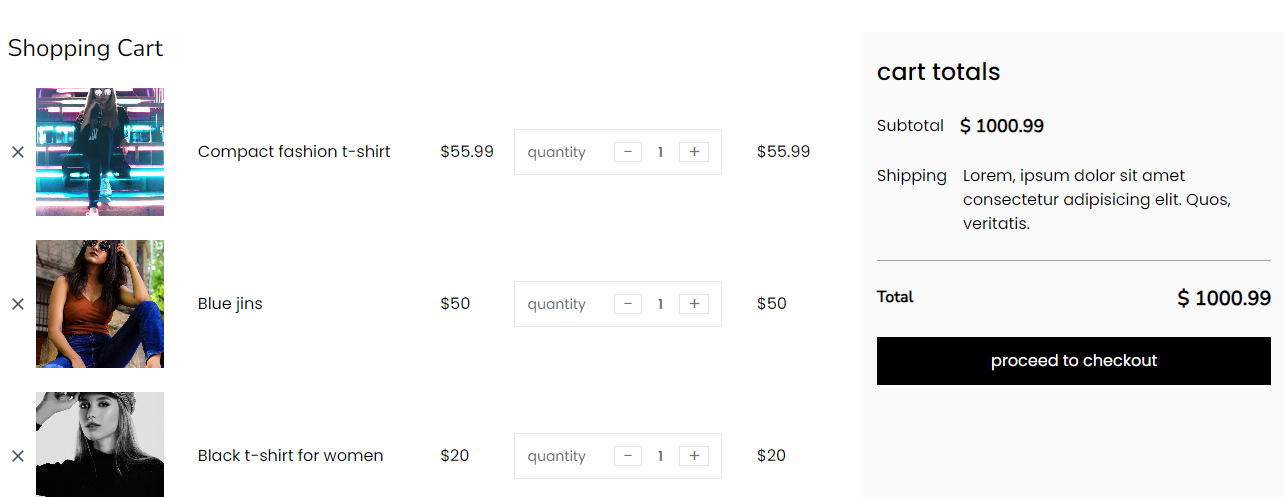 Shopping Cart
Compact fashion t-shirt $55.99 quantity − 1 + $55.99
Blue jins $50 quantity − 1 + $50
Black t-shirt for women $20 quantity − 1 + $20
cart totals
Subtotal $ 1000.99
Shipping Lorem, ipsum dolor sit amet
consectetur adipisicing elit. Quos,
veritatis.
Total $ 1000.99
proceed to checkout